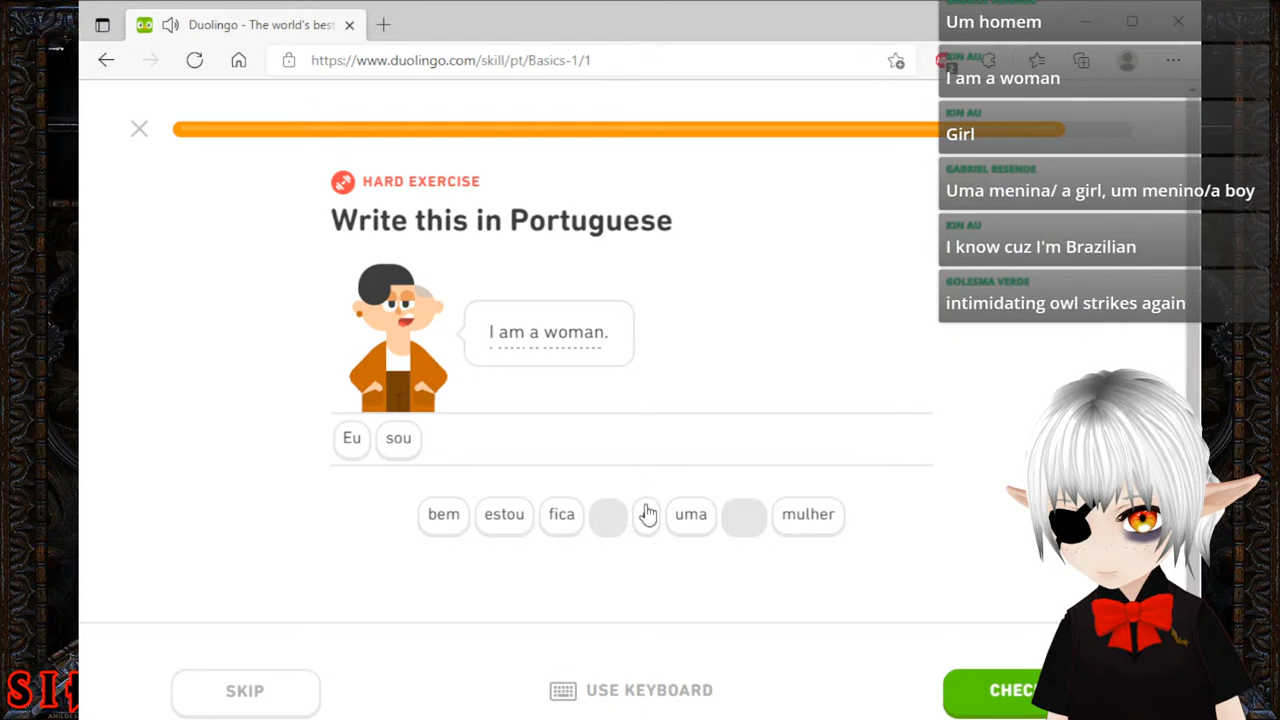 Duolingo - The world's best
https://www.duolingo.com/skill/pt/Basics-1/1
HARD EXERCISE
Write this in Portuguese
I am a woman.
Eu sou
bem estou fica uma mulher
SKIP
USE KEYBOARD
CHEC
Um homem
KIN AU
I am a woman
KIN AU
Girl
GABRIEL RESENDE
Uma menina/ a girl, um menino/a boy
KIN AU
I know cuz I'm Brazilian
GOLESMA VERDE
intimidating owl strikes again